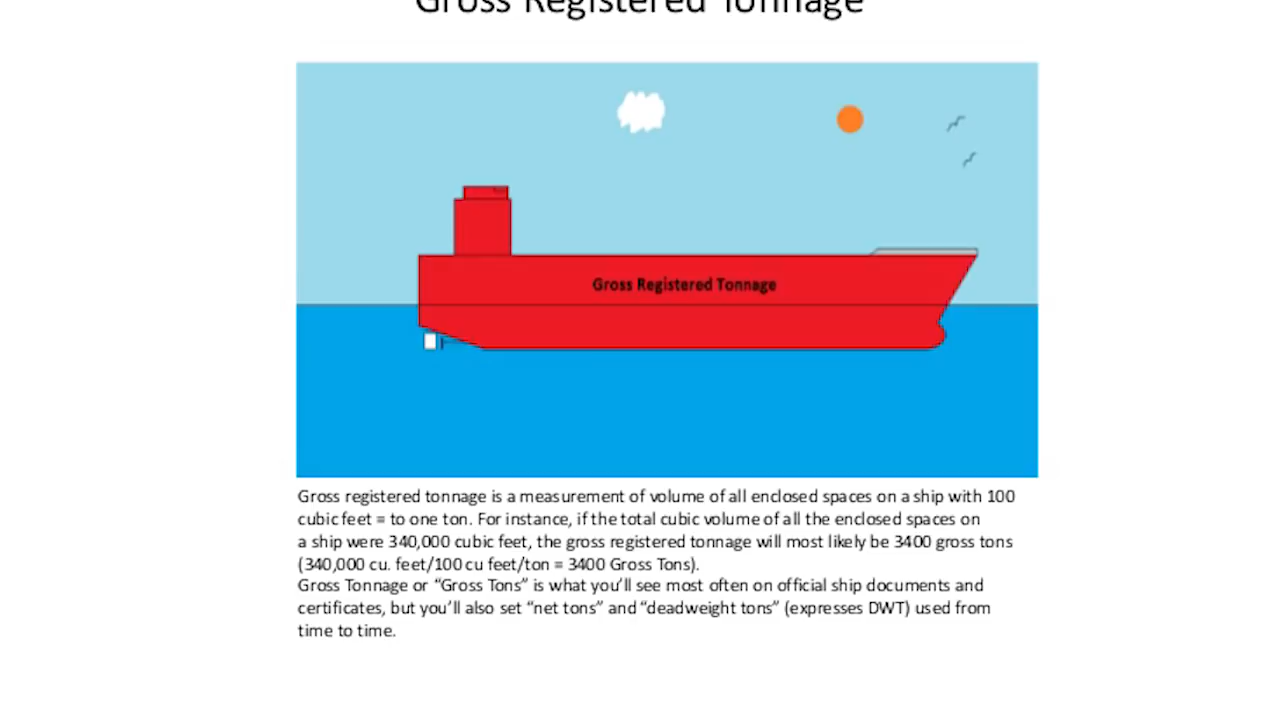 Gross Registered Tonnage
Gross Registered Tonnage
Gross registered tonnage is a measurement of volume of all enclosed spaces on a ship with 100
cubic feet = to one ton. For instance, if the total cubic volume of all the enclosed spaces on
a ship were 340,000 cubic feet, the gross registered tonnage will most likely be 3400 gross tons
(340,000 cu. feet/100 cu feet/ton = 3400 Gross Tons).
Gross Tonnage or “Gross Tons” is what you’ll see most often on official ship documents and
certificates, but you’ll also set “net tons” and “deadweight tons” (expresses DWT) used from
time to time.